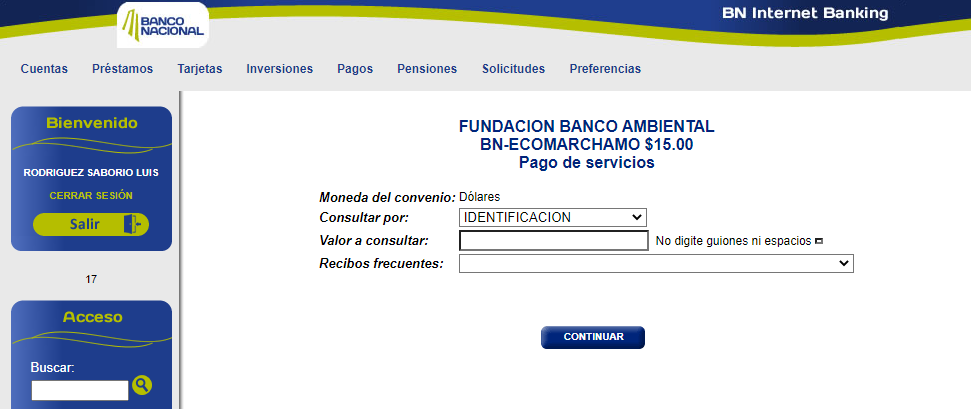 BANCO
NACIONAL
BN Internet Banking
Cuentas Préstamos Tarjetas Inversiones Pagos Pensiones Solicitudes Preferencias
Bienvenido
RODRIGUEZ SABORIO LUIS
CERRAR SESIÓN
Salir
17
Acceso
Buscar:
FUNDACION BANCO AMBIENTAL
BN-ECOMARCHAMO $15.00
Pago de servicios
Moneda del convenio: Dólares
Consultar por: IDENTIFICACION
Valor a consultar: No digite guiones ni espacios
Recibos frecuentes:
CONTINUAR